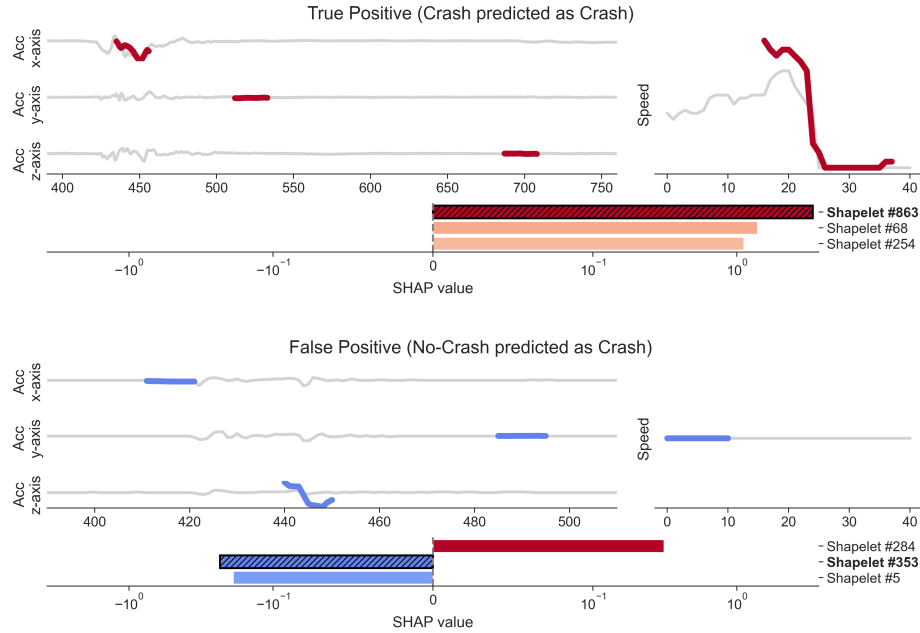 True Positive (Crash predicted as Crash)
Acc
x-axis
Acc
y-axis
Acc
z-axis
400 450 500 550 600 650 700 750
Speed
0 10 20 30 40
Shapelet #863
Shapelet #68
Shapelet #254
−10⁰ −10⁻¹ 0 10⁻¹ 10⁰
SHAP value
False Positive (No-Crash predicted as Crash)
Acc
x-axis
Acc
y-axis
Acc
z-axis
400 420 440 460 480 500
Speed
0 10 20 30 40
Shapelet #284
Shapelet #353
Shapelet #5
−10⁰ −10⁻¹ 0 10⁻¹ 10⁰
SHAP value